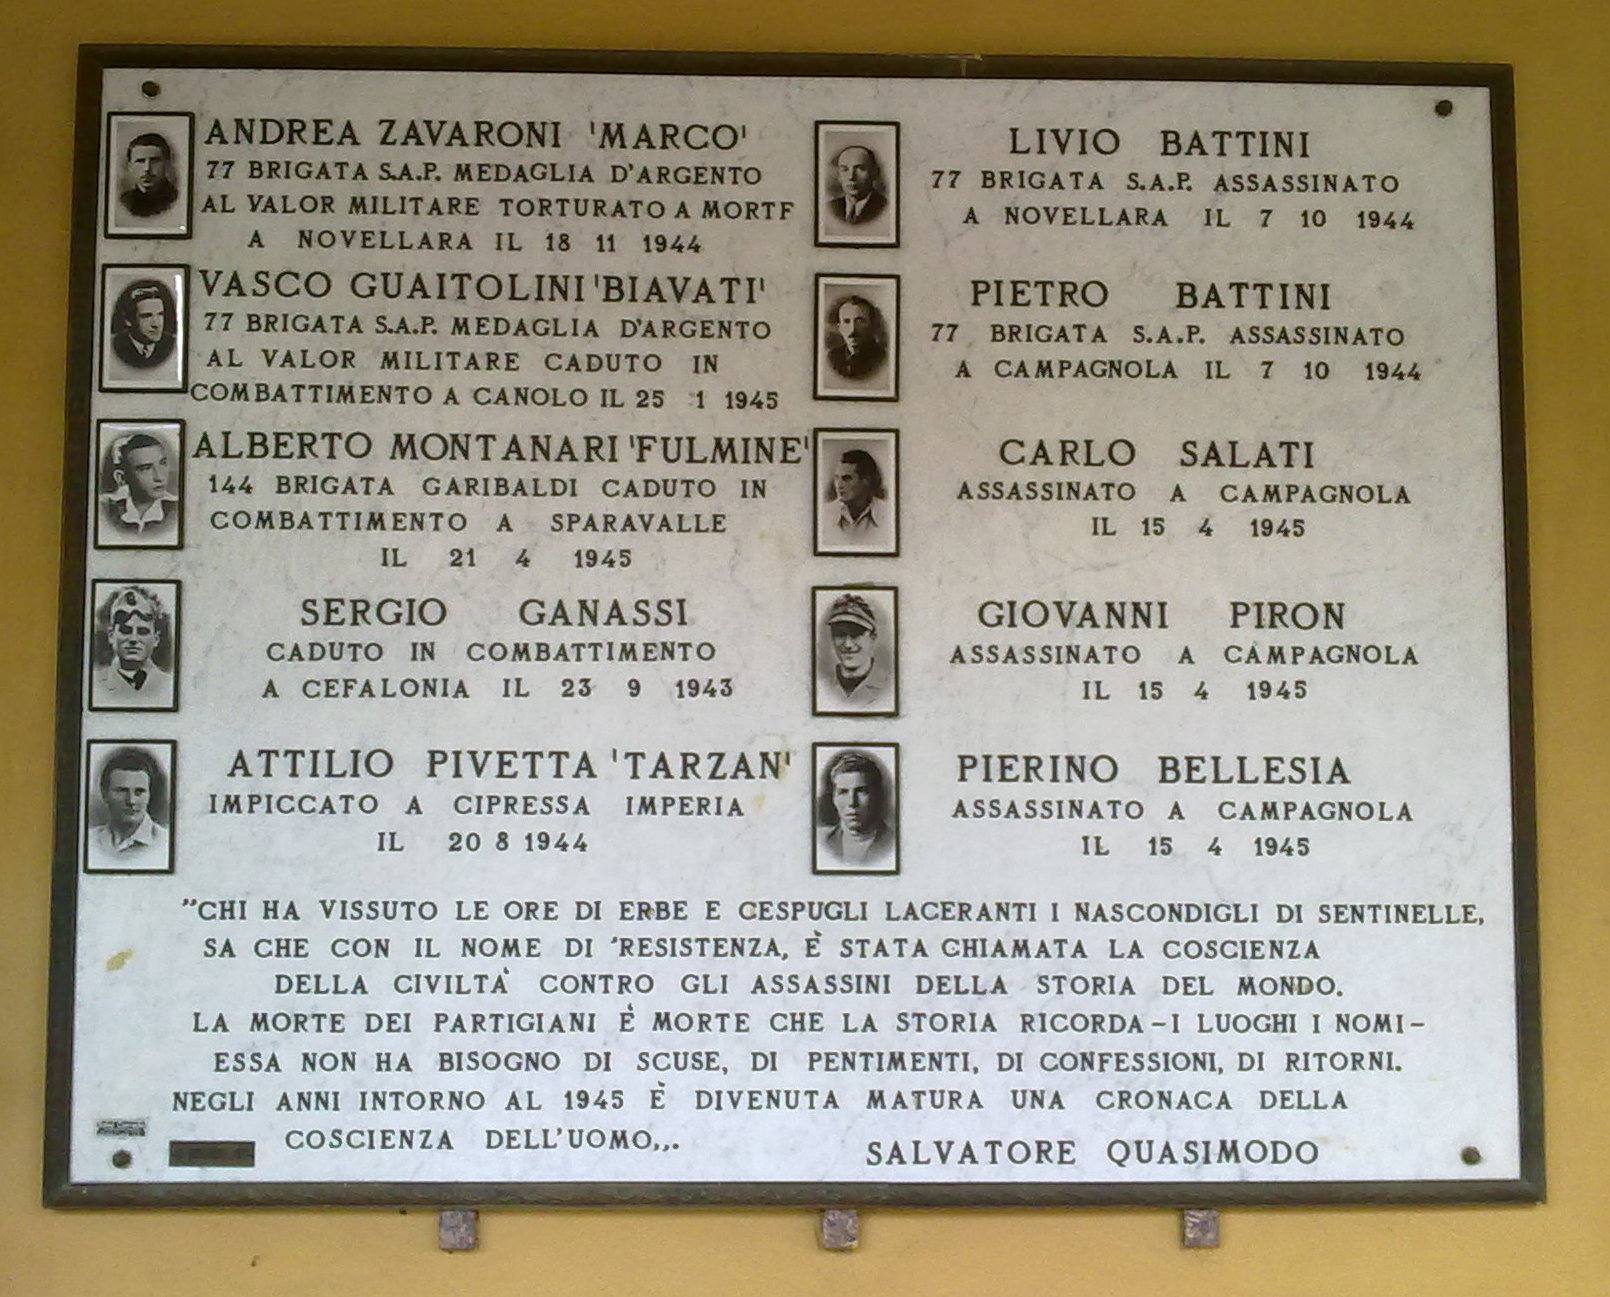 ANDREA ZAVARONI 'MARCO'
77 BRIGATA S.A.P. MEDAGLIA D'ARGENTO
AL VALOR MILITARE TORTURATO A MORTE
A NOVELLARA IL 18 11 1944
VASCO GUAITOLINI 'BIAVATI'
77 BRIGATA S.A.P. MEDAGLIA D'ARGENTO
AL VALOR MILITARE CADUTO IN
COMBATTIMENTO A CANOLO IL 25 1 1945
ALBERTO MONTANARI 'FULMINE'
144 BRIGATA GARIBALDI CADUTO IN
COMBATTIMENTO A SPARAVALLE
IL 21 4 1945
SERGIO GANASSI
CADUTO IN COMBATTIMENTO
A CEFALONIA IL 23 9 1943
ATTILIO PIVETTA 'TARZAN'
IMPICCATO A CIPRESSA IMPERIA
IL 20 8 1944
LIVIO BATTINI
77 BRIGATA S.A.P. ASSASSINATO
A NOVELLARA IL 7 10 1944
PIETRO BATTINI
77 BRIGATA S.A.P. ASSASSINATO
A CAMPAGNOLA IL 7 10 1944
CARLO SALATI
ASSASSINATO A CAMPAGNOLA
IL 15 4 1945
GIOVANNI PIRON
ASSASSINATO A CAMPAGNOLA
IL 15 4 1945
PIERINO BELLESIA
ASSASSINATO A CAMPAGNOLA
IL 15 4 1945
"CHI HA VISSUTO LE ORE DI ERBE E CESPUGLI LACERANTI I NASCONDIGLI DI SENTINELLE,
SA CHE CON IL NOME DI 'RESISTENZA, È STATA CHIAMATA LA COSCIENZA
DELLA CIVILTA' CONTRO GLI ASSASSINI DELLA STORIA DEL MONDO.
LA MORTE DEI PARTIGIANI È MORTE CHE LA STORIA RICORDA-I LUOGHI I NOMI-
ESSA NON HA BISOGNO DI SCUSE, DI PENTIMENTI, DI CONFESSIONI, DI RITORNI.
NEGLI ANNI INTORNO AL 1945 È DIVENUTA MATURA UNA CRONACA DELLA
COSCIENZA DELL'UOMO,,.
SALVATORE QUASIMODO